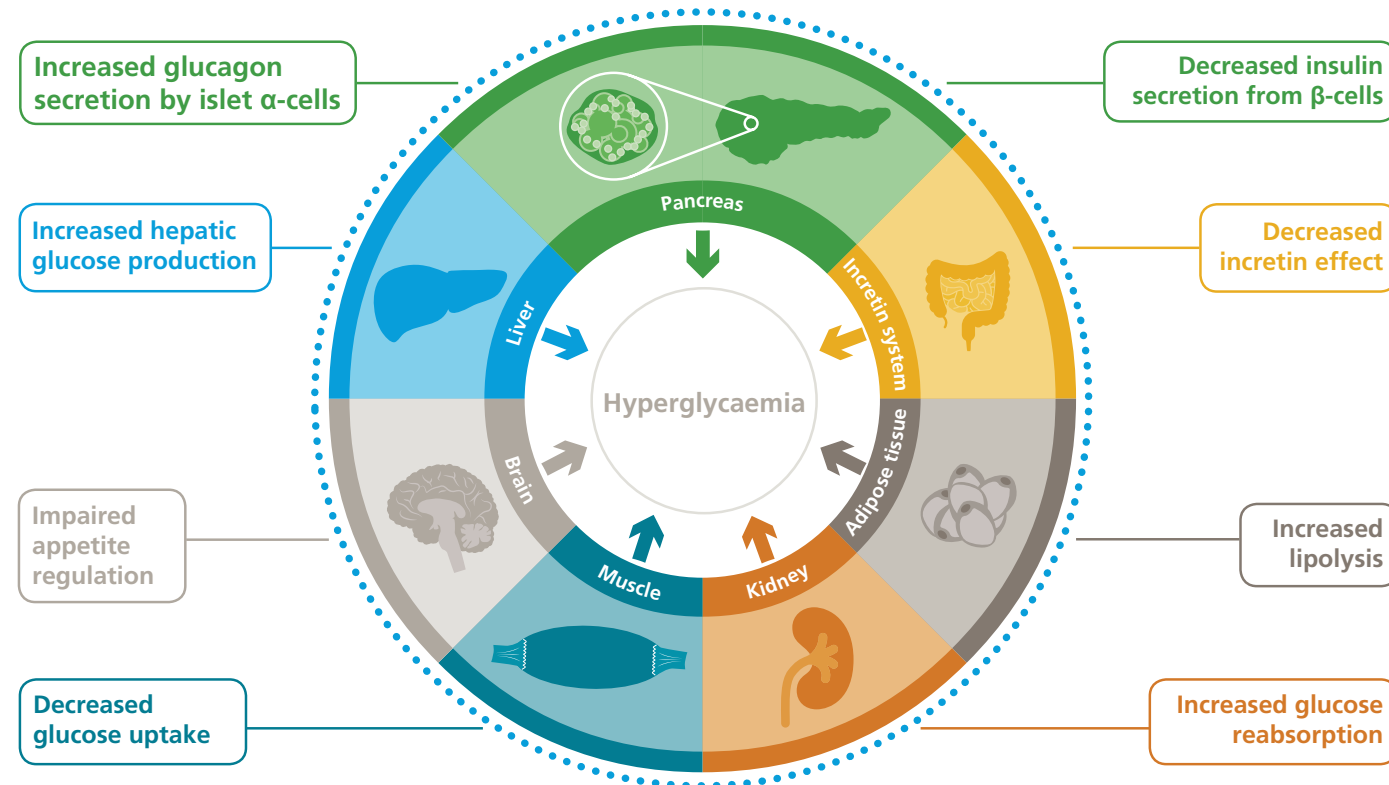 Increased glucagon
secretion by islet α-cells
Decreased insulin
secretion from β-cells
Pancreas
Increased hepatic
glucose production
Decreased
incretin effect
Liver
Incretin system
Hyperglycaemia
Brain
Adipose tissue
Impaired
appetite
regulation
Increased
lipolysis
Muscle
Kidney
Decreased
glucose uptake
Increased glucose
reabsorption